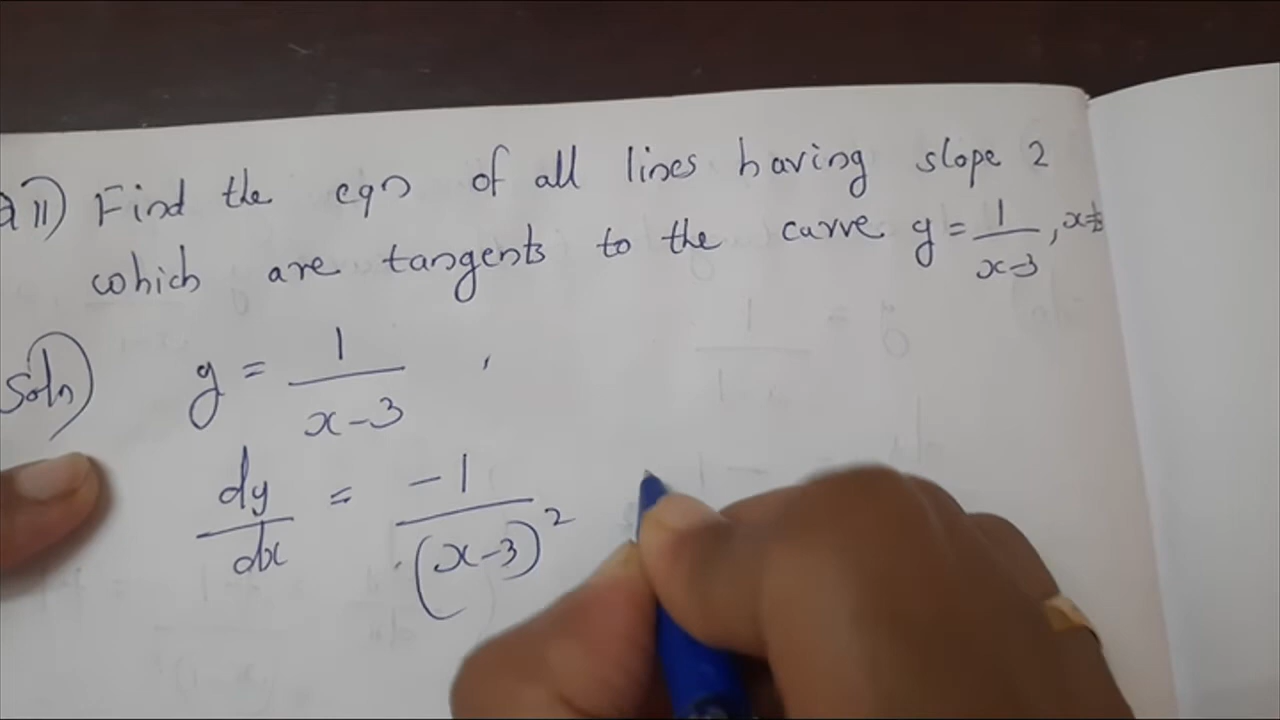 Q 11) Find the eqn of all lines having slope 2
which are tangents to the curve y = 1/(x-3), x≠3
Soln) y = 1/(x-3),
dy/dx = -1/(x-3)²